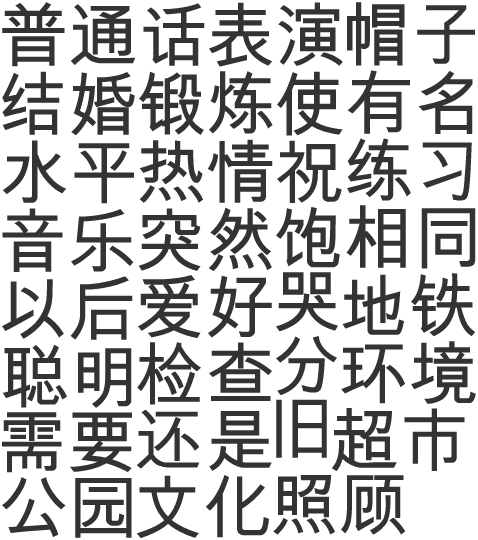 普通话表演帽子
结婚锻炼使有名
水平热情祝练习
音乐突然饱相同
以后爱好哭地铁
聪明检查分环境
需要还是旧超市
公园文化照顾